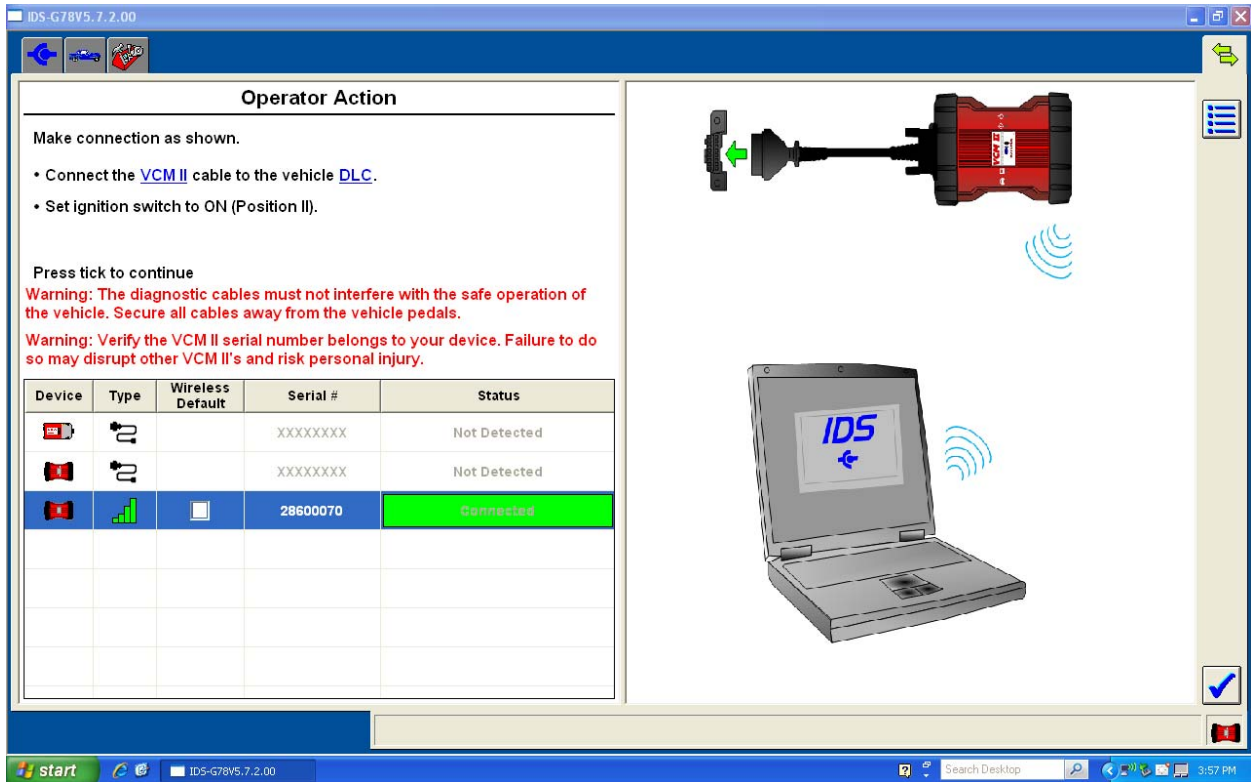 IDS-G78V5.7.2.00
Operator Action
Make connection as shown.
• Connect the VCM II cable to the vehicle DLC.
• Set ignition switch to ON (Position II).
Press tick to continue
Warning: The diagnostic cables must not interfere with the safe operation of
the vehicle. Secure all cables away from the vehicle pedals.
Warning: Verify the VCM II serial number belongs to your device. Failure to do
so may disrupt other VCM II's and risk personal injury.
Device Type Wireless Default Serial # Status
XXXXXXXX Not Detected
XXXXXXXX Not Detected
28600070 Connected
VCM II
IDS
start IDS-G78V5.7.2.00 Search Desktop 3:57 PM